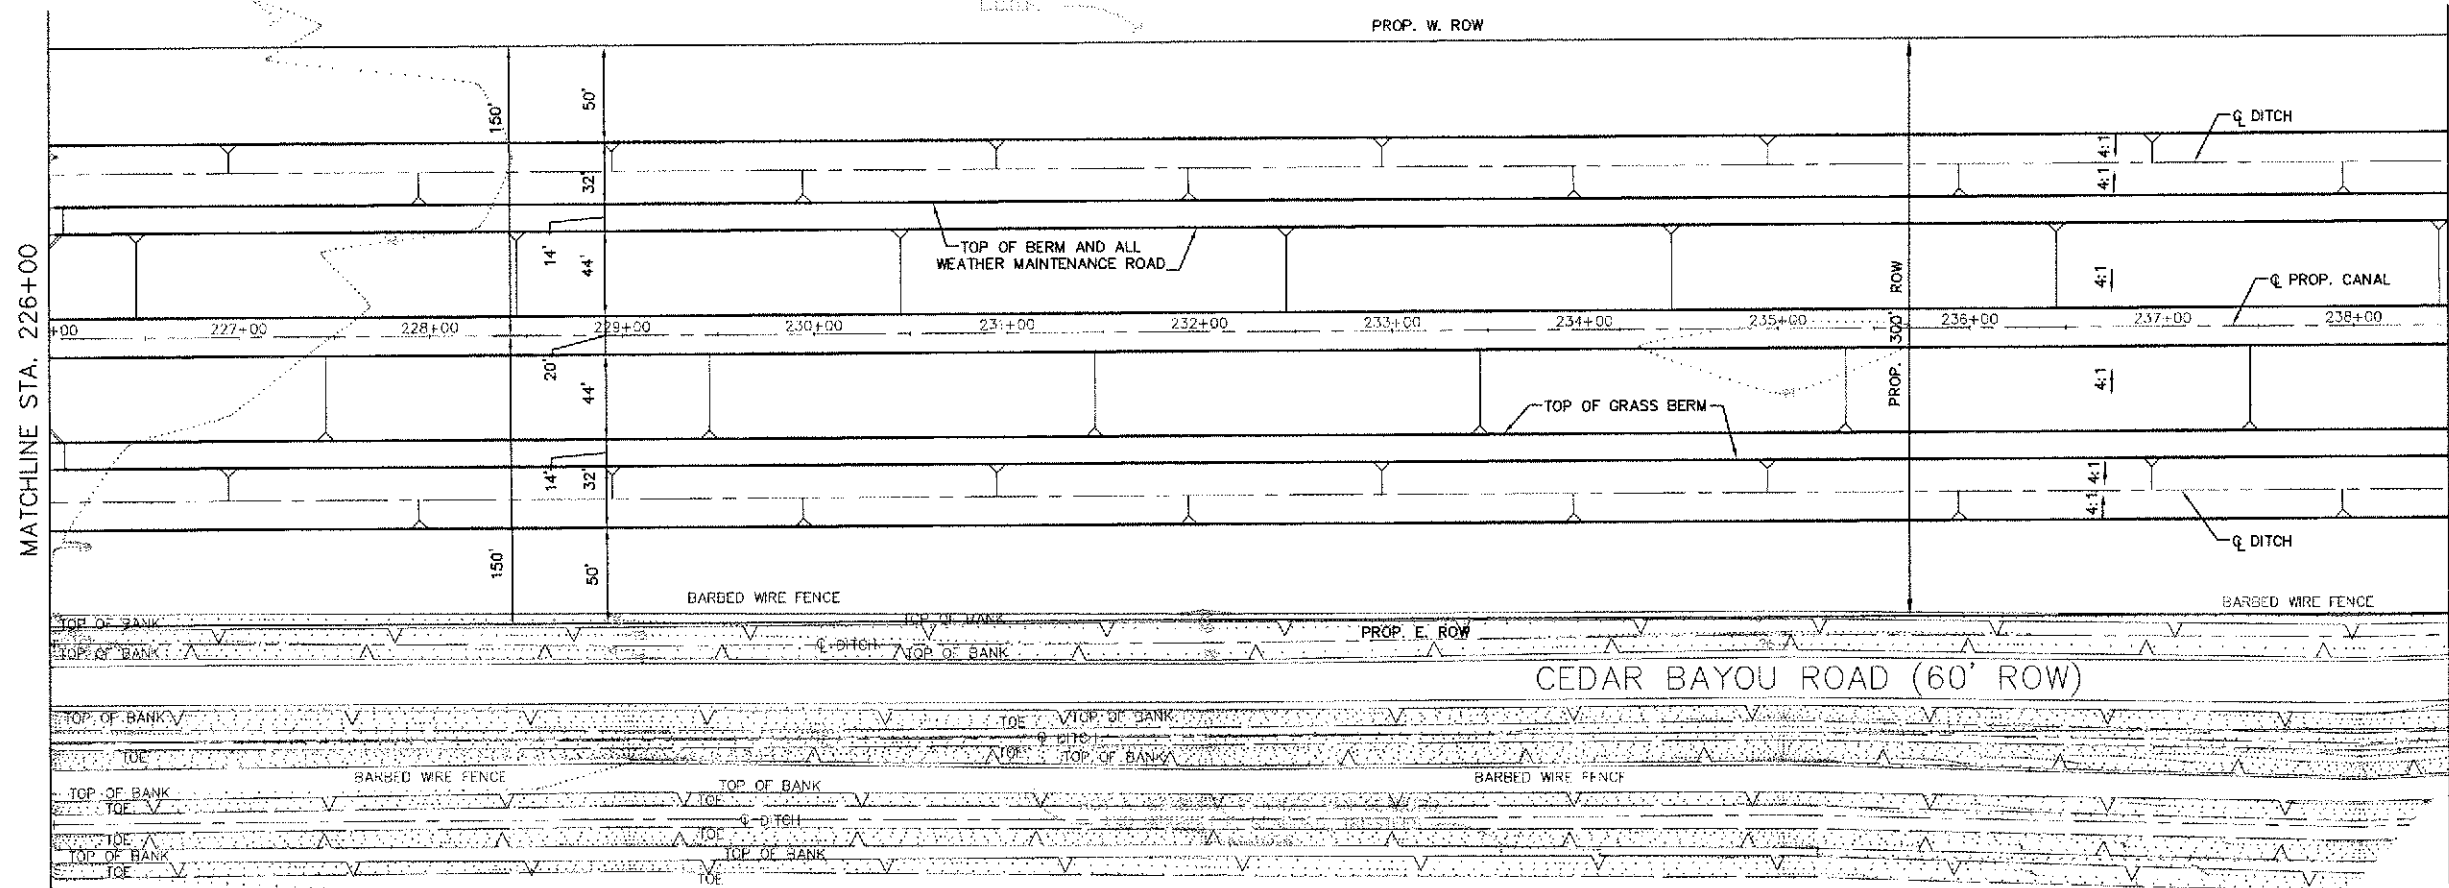 PROP. W. ROW
150'
50'
℄ DITCH
4:1
32'
4:1
14'
44'
TOP OF BERM AND ALL
WEATHER MAINTENANCE ROAD
4:1
PROP. 300' ROW
℄ PROP. CANAL
MATCHLINE STA. 226+00
+00
227+00
228+00
229+00
230+00
231+00
232+00
233+00
234+00
235+00
236+00
237+00
238+00
20'
44'
4:1
TOP OF GRASS BERM
14'
32'
4:1
4:1
℄ DITCH
150'
50'
BARBED WIRE FENCE
BARBED WIRE FENCE
TOP OF BANK
TOP OF BANK
PROP. E. ROW
℄ DITCH
TOP OF BANK
TOP OF BANK
CEDAR BAYOU ROAD (60' ROW)
TOP OF BANK
TOE
TOP OF BANK
℄ DITCH
TOE
TOE
TOP OF BANK
BARBED WIRE FENCE
BARBED WIRE FENCE
TOP OF BANK
TOP OF BANK
TOE
TOE
℄ DITCH
TOE
TOE
TOP OF BANK
TOP OF BANK
TOE
TOE